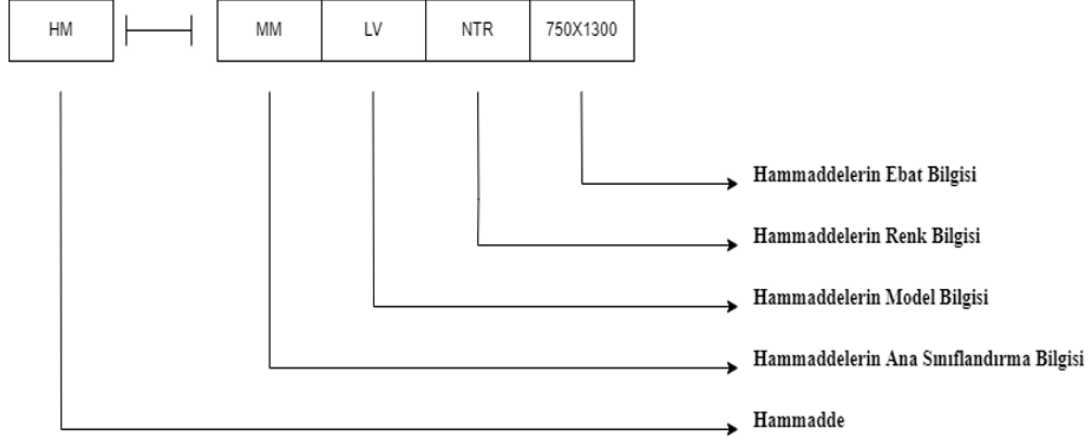 HM MM LV NTR 750X1300
Hammaddelerin Ebat Bilgisi
Hammaddelerin Renk Bilgisi
Hammaddelerin Model Bilgisi
Hammaddelerin Ana Sınıflandırma Bilgisi
Hammadde